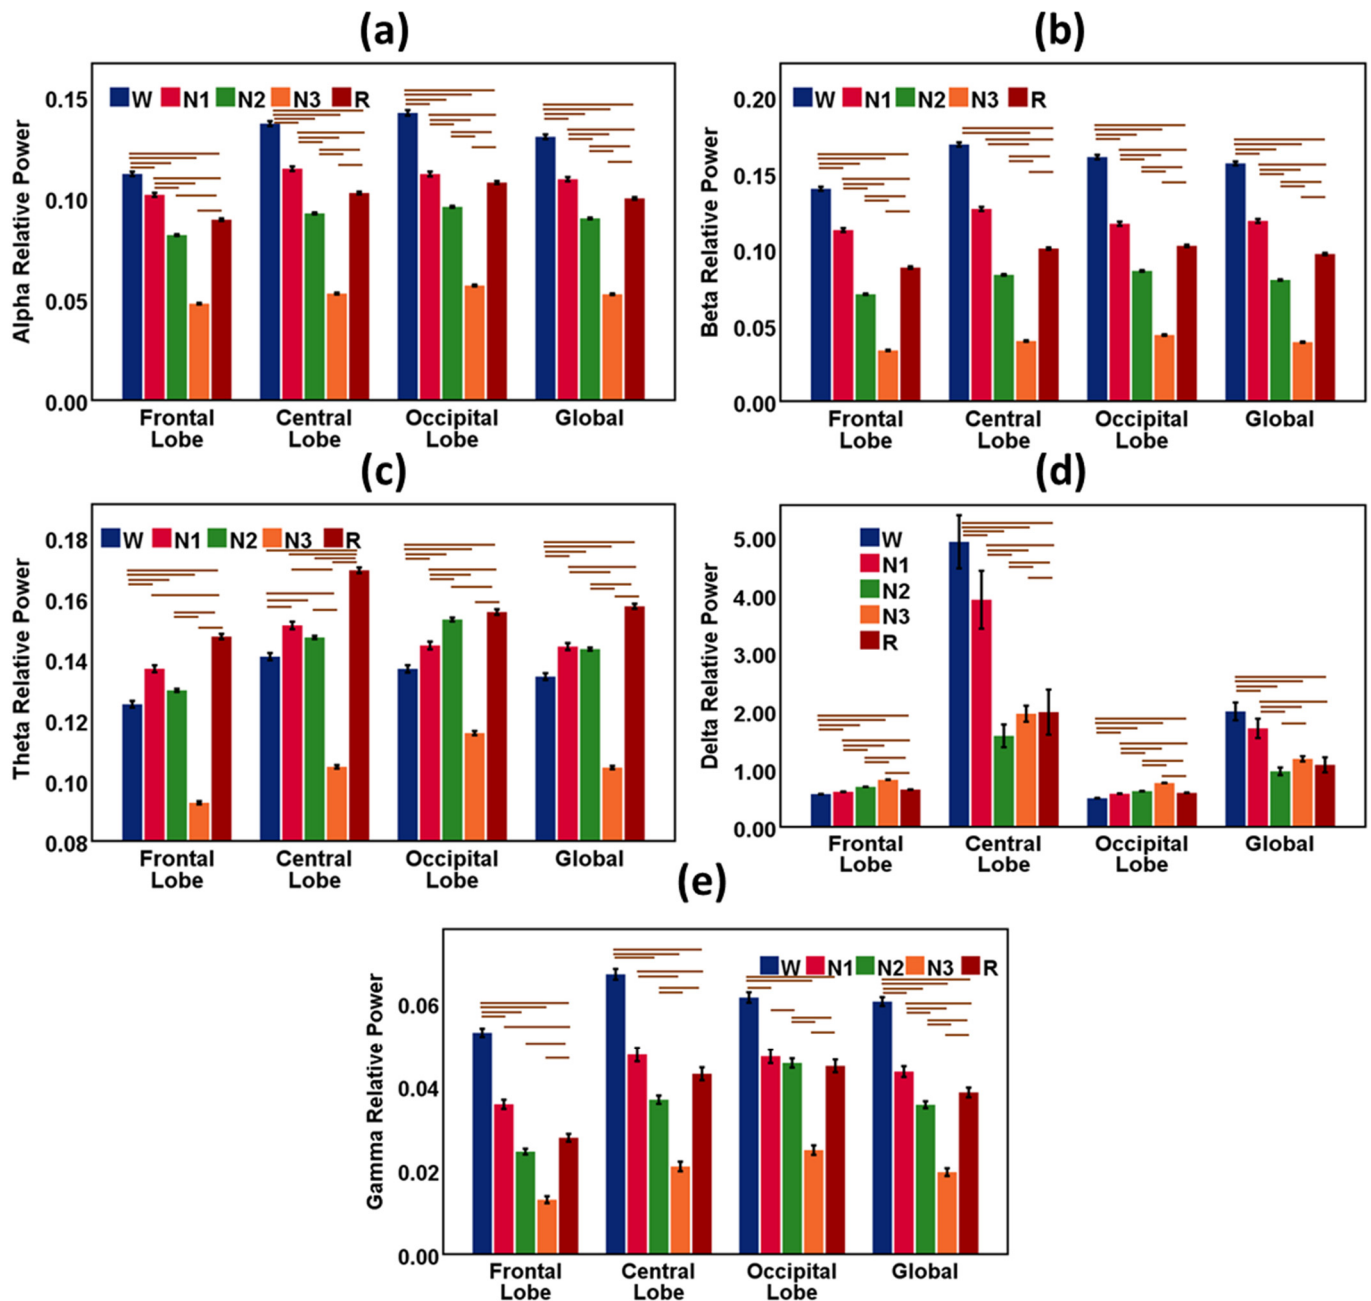 (a)
W N1 N2 N3 R
Alpha Relative Power
0.15
0.10
0.05
0.00
Frontal Lobe
Central Lobe
Occipital Lobe
Global
(b)
W N1 N2 N3 R
Beta Relative Power
0.20
0.15
0.10
0.05
0.00
Frontal Lobe
Central Lobe
Occipital Lobe
Global
(c)
W N1 N2 N3 R
Theta Relative Power
0.18
0.16
0.14
0.12
0.10
0.08
Frontal Lobe
Central Lobe
Occipital Lobe
Global
(d)
W
N1
N2
N3
R
Delta Relative Power
5.00
4.00
3.00
2.00
1.00
0.00
Frontal Lobe
Central Lobe
Occipital Lobe
Global
(e)
W N1 N2 N3 R
Gamma Relative Power
0.06
0.04
0.02
0.00
Frontal Lobe
Central Lobe
Occipital Lobe
Global